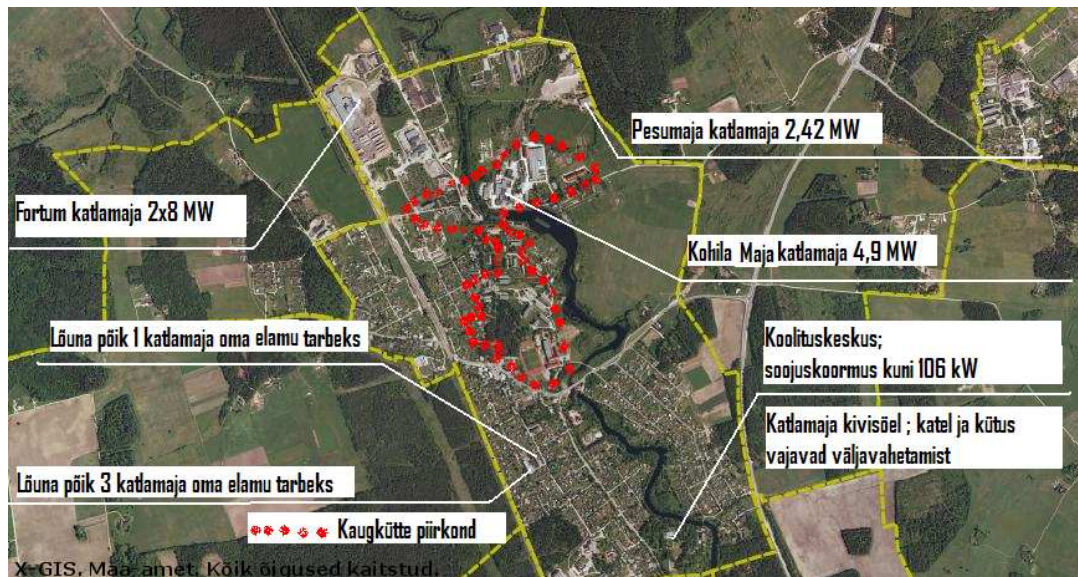 Pesumaja katlamaja 2,42 MW
Fortum katlamaja 2x8 MW
Kohila Maja katlamaja 4,9 MW
Lõuna põik 1 katlamaja oma elamu tarbeks
Koolituskeskus;
soojuskoormus kuni 106 kW
Katlamaja kivisöel ; katel ja kütus
vajavad väljavahetamist
Lõuna põik 3 katlamaja oma elamu tarbeks
Kaugkütte piirkond
X-GIS. Maa-amet. Kõik õigused kaitstud.